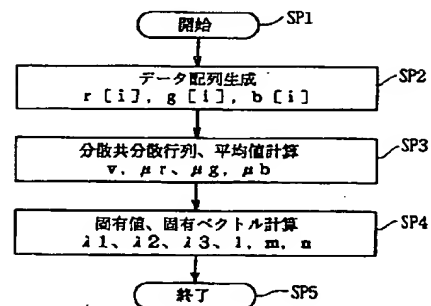 開始
SP1
データ配列生成
r [i], g [i], b [i]
SP2
分散共分散行列、平均値計算
v, μr, μg, μb
SP3
固有値、固有ベクトル計算
λ1、λ2、λ3、l, m, n
SP4
終了
SP5